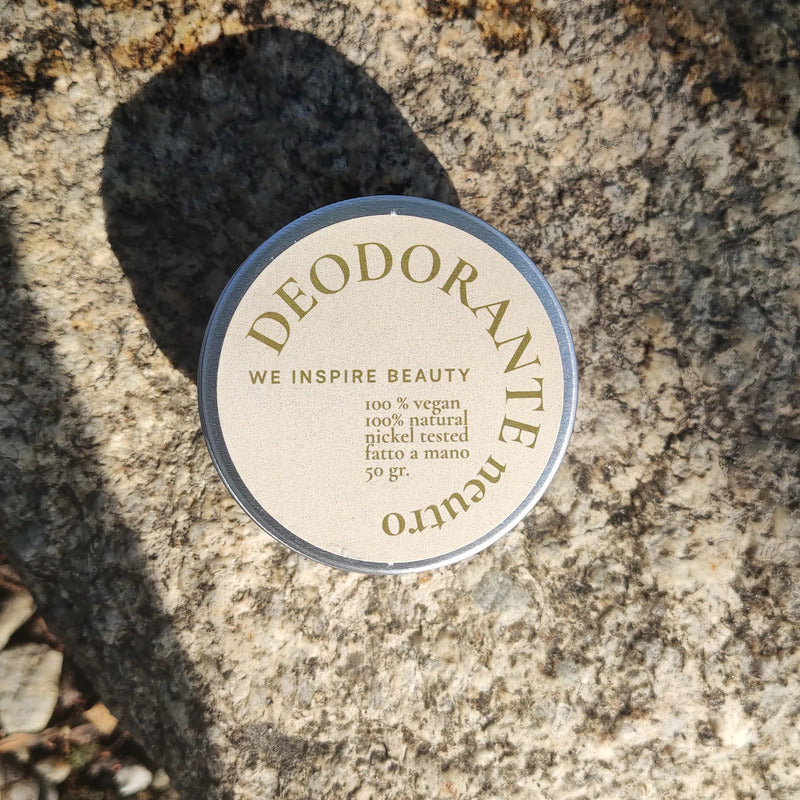 DEODORANTE neutro
WE INSPIRE BEAUTY
100 % vegan
100% natural
nickel tested
fatto a mano
50 gr.